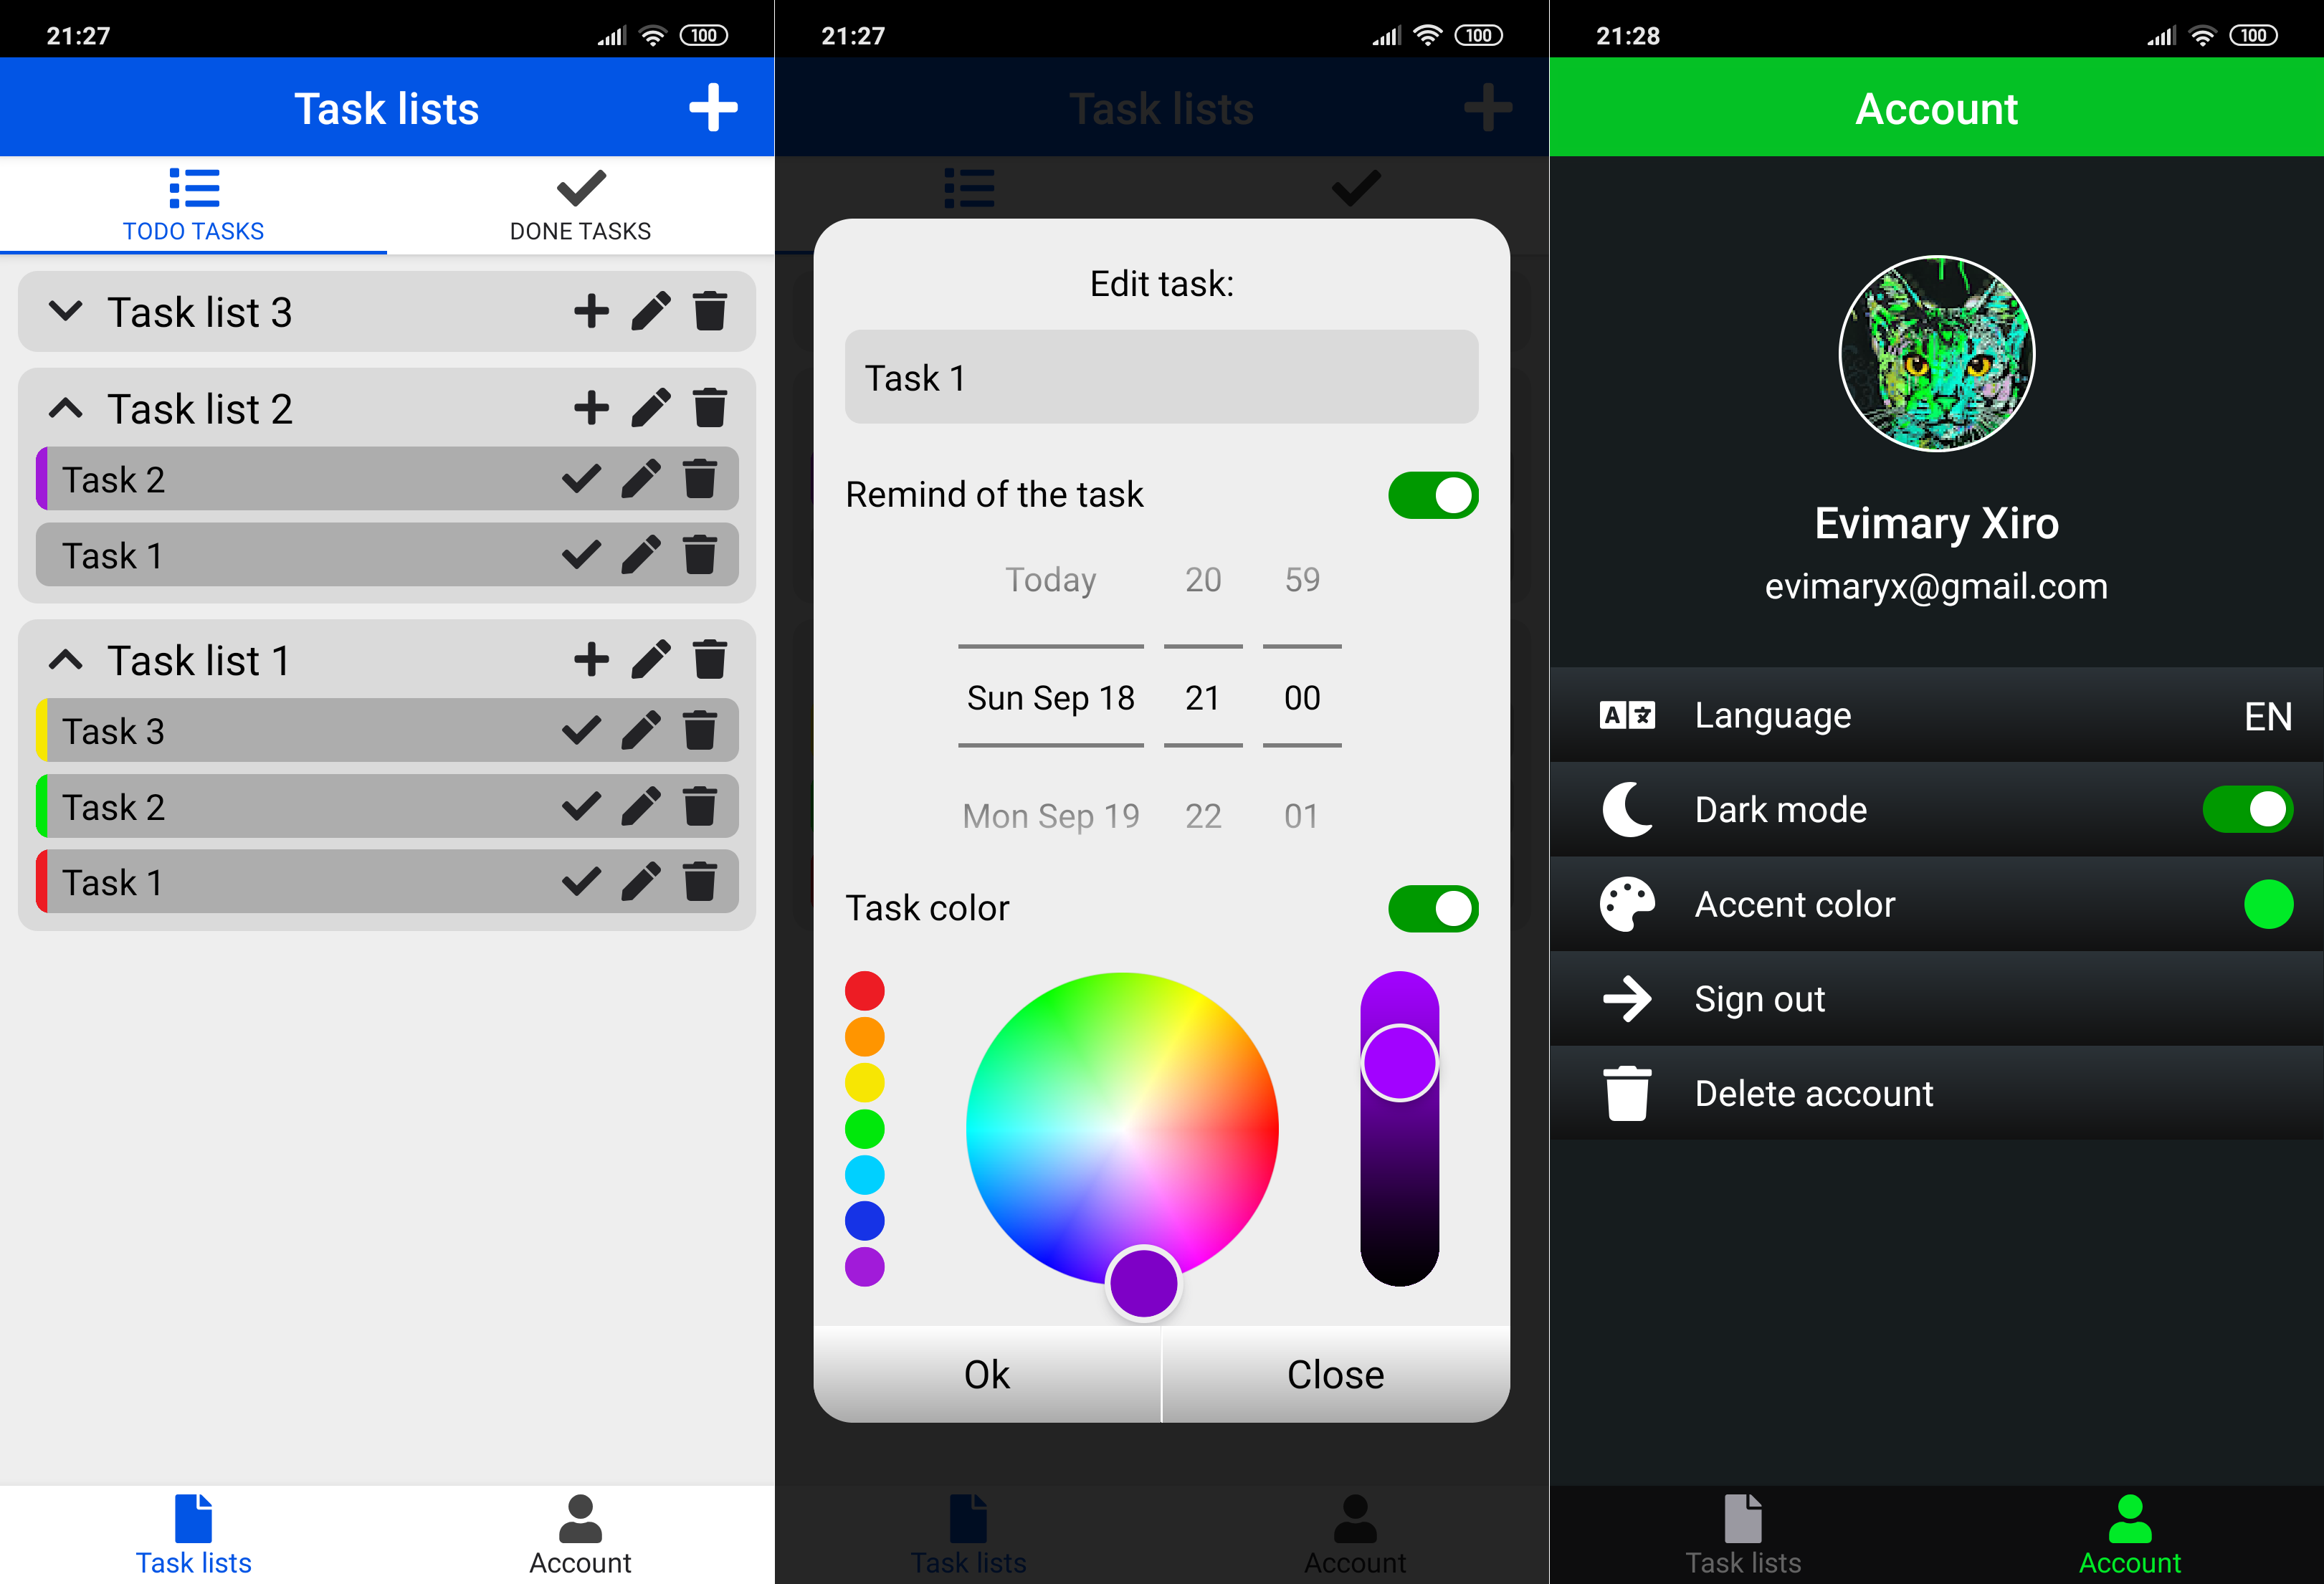 21:27
100
Task lists
TODO TASKS
DONE TASKS
Task list 3
Task list 2
Task 2
Task 1
Task list 1
Task 3
Task 2
Task 1
Task lists
Account
21:27
100
Task lists
Edit task:
Task 1
Remind of the task
Today 20 59
Sun Sep 18 21 00
Mon Sep 19 22 01
Task color
Ok
Close
Task lists
Account
21:28
100
Account
Evimary Xiro
evimaryx@gmail.com
A 文
Language
EN
Dark mode
Accent color
Sign out
Delete account
Task lists
Account